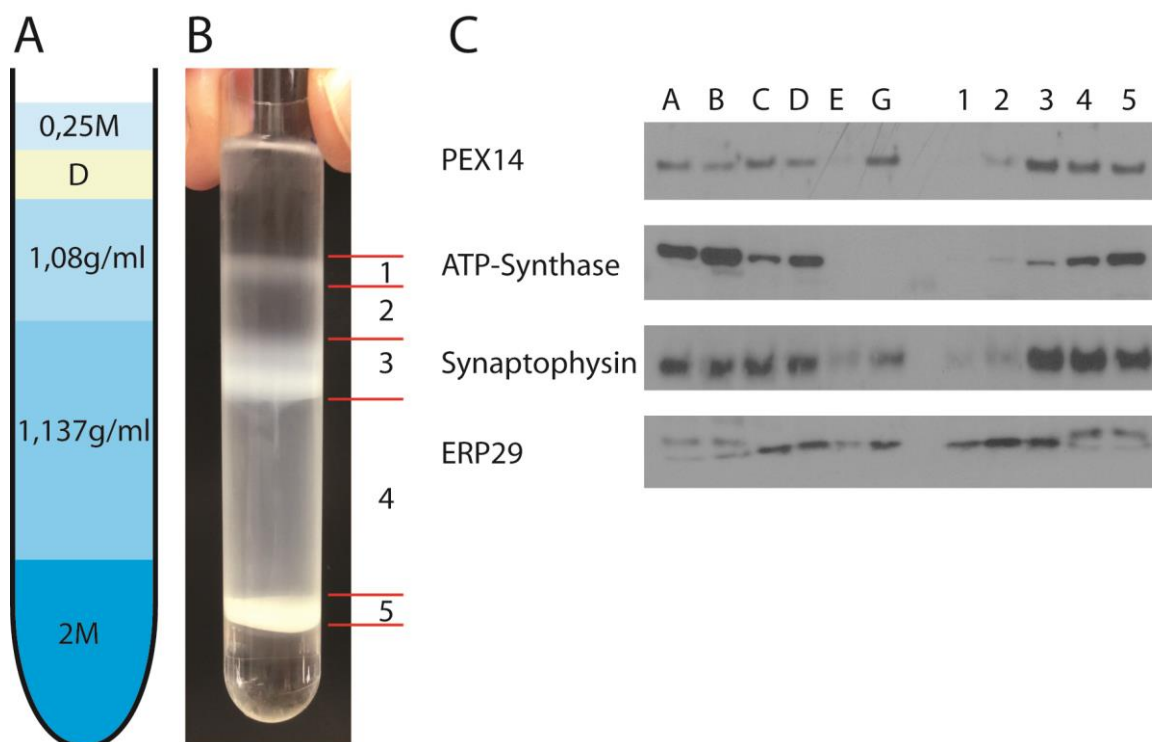 A
B
C
0,25M
D
1,08g/ml
1,137g/ml
2M
1
2
3
4
5
A B C D E G 1 2 3 4 5
PEX14
ATP-Synthase
Synaptophysin
ERP29